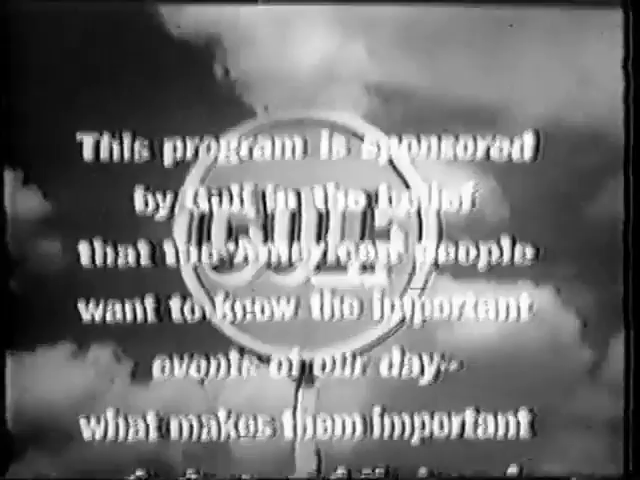 This program is sponsored
by Gulf in the belief
that the American people
want to know the important
events of our day--
what makes them important
GULF